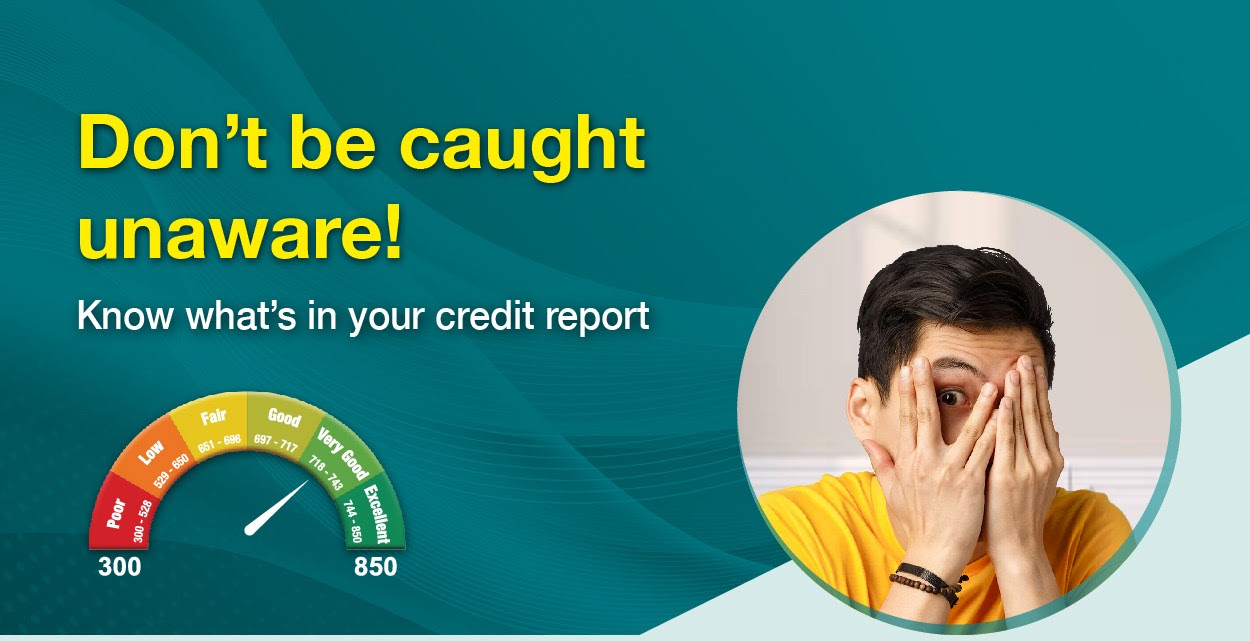 Don't be caught
unaware!
Know what's in your credit report
Poor
300 - 528
Low
529 - 650
Fair
651 - 696
Good
697 - 717
Very Good
718 - 743
Excellent
744 - 850
300
850